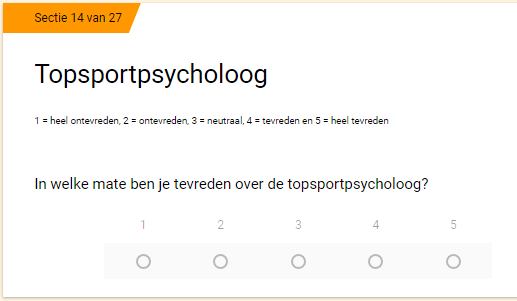 Sectie 14 van 27
Topsportpsycholoog
1 = heel ontevreden, 2 = ontevreden, 3 = neutraal, 4 = tevreden en 5 = heel tevreden
In welke mate ben je tevreden over de topsportpsycholoog?
1 2 3 4 5